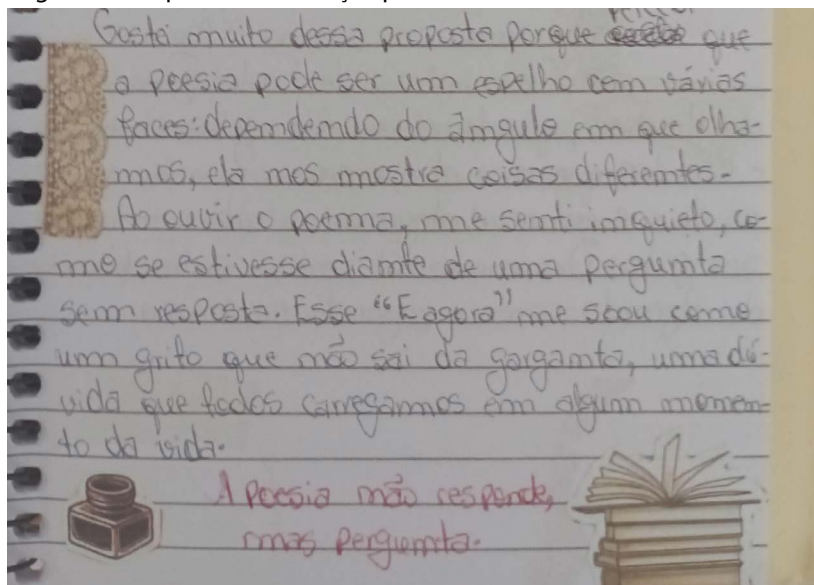 Gostei muito dessa proposta porque percebi que
a poesia pode ser um espelho com várias
faces: dependendo do ângulo em que olha-
mos, ela nos mostra coisas diferentes.
Ao ouvir o poema, me senti inquieto, co-
mo se estivesse diante de uma pergunta
sem resposta. Esse "E agora" me soou como
um grito que não sai da garganta, uma dú-
vida que todos carregamos em algum momen-
to da vida.
A poesia não responde,
mas pergunta.